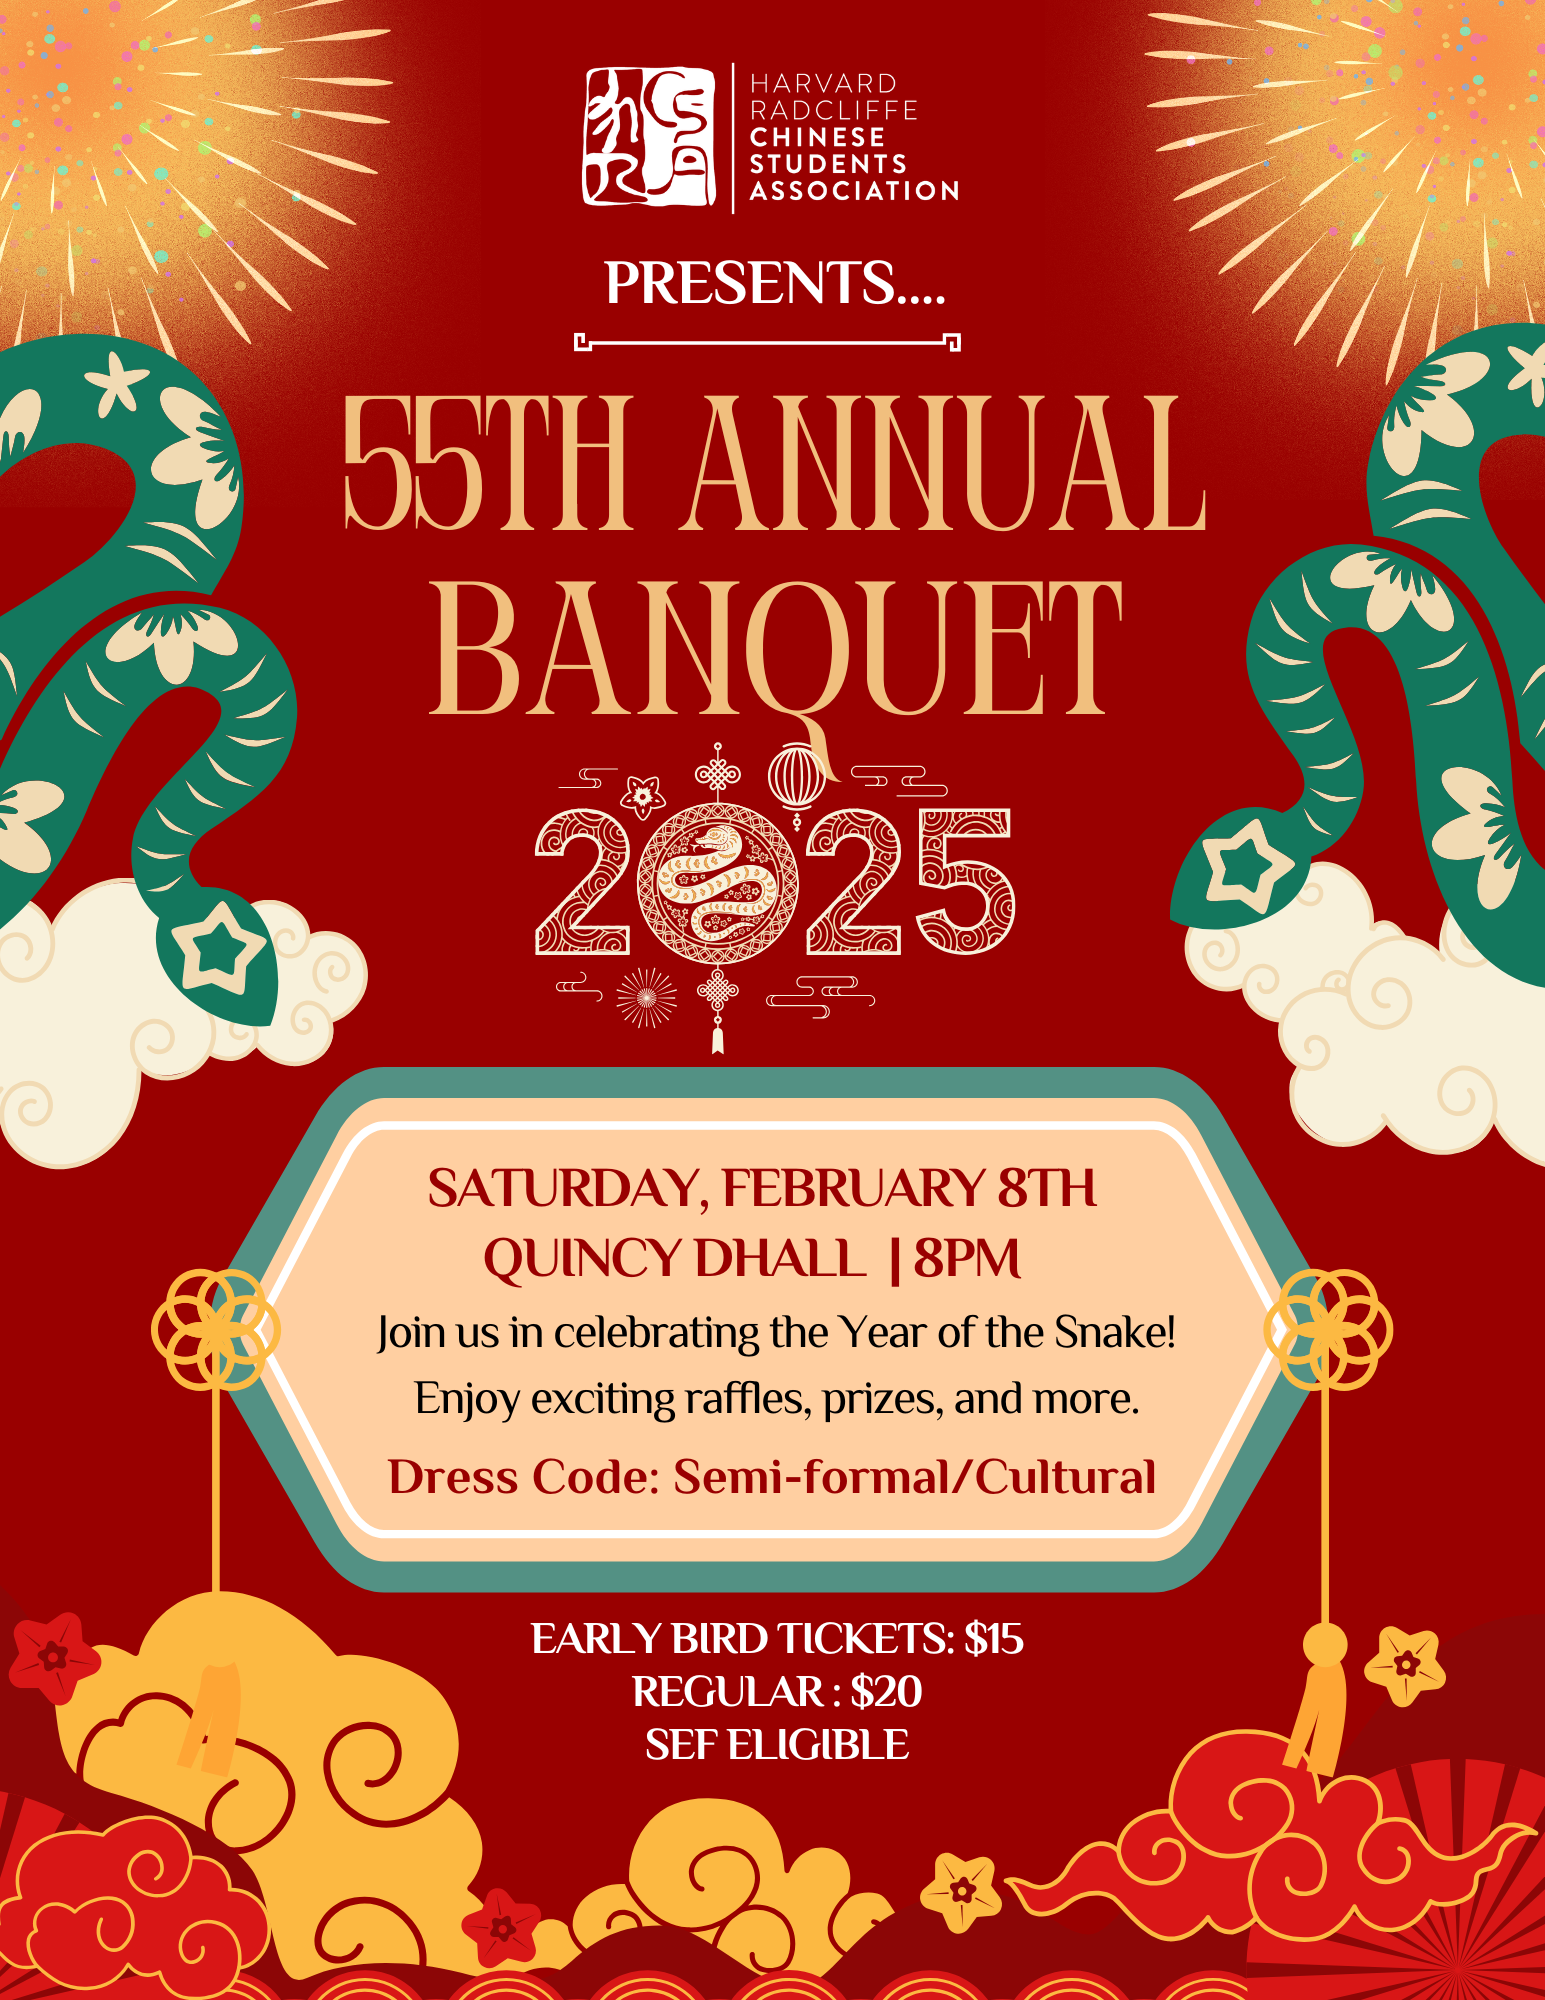 HARVARD
RADCLIFFE
CHINESE
STUDENTS
ASSOCIATION
PRESENTS....
55TH ANNUAL
BANQUET
2025
SATURDAY, FEBRUARY 8TH
QUINCY DHALL | 8PM
Join us in celebrating the Year of the Snake!
Enjoy exciting raffles, prizes, and more.
Dress Code: Semi-formal/Cultural
EARLY BIRD TICKETS: $15
REGULAR : $20
SEF ELIGIBLE